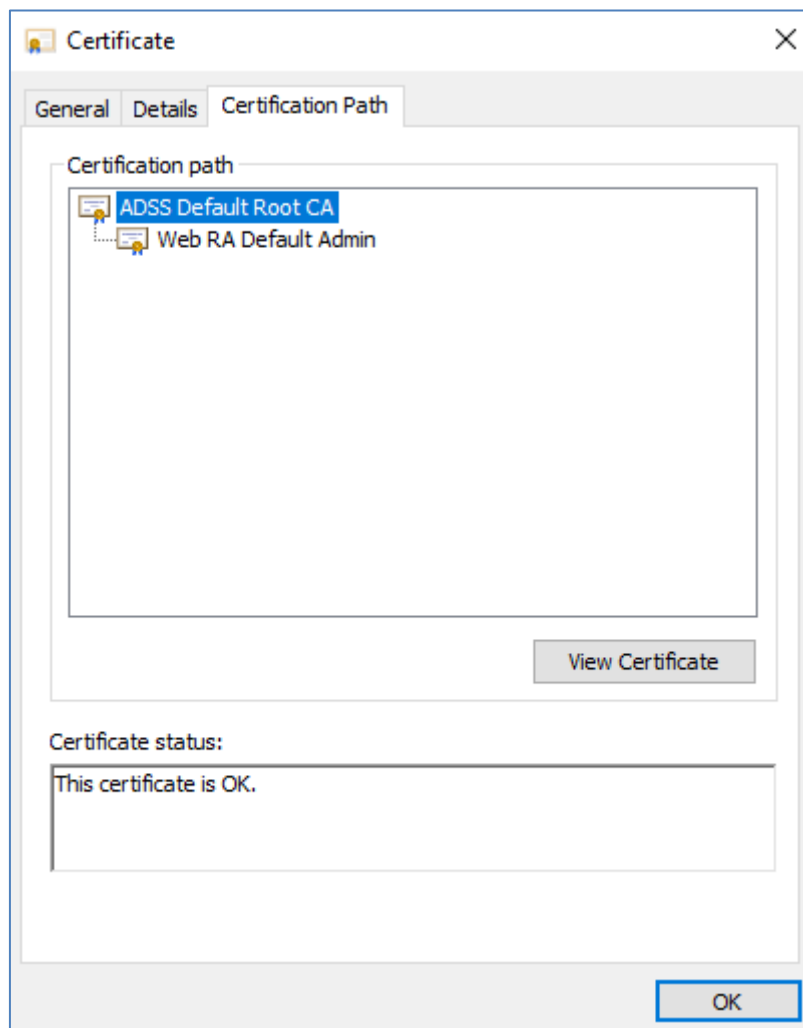 Certificate
General Details Certification Path
Certification path
ADSS Default Root CA
Web RA Default Admin
View Certificate
Certificate status:
This certificate is OK.
OK